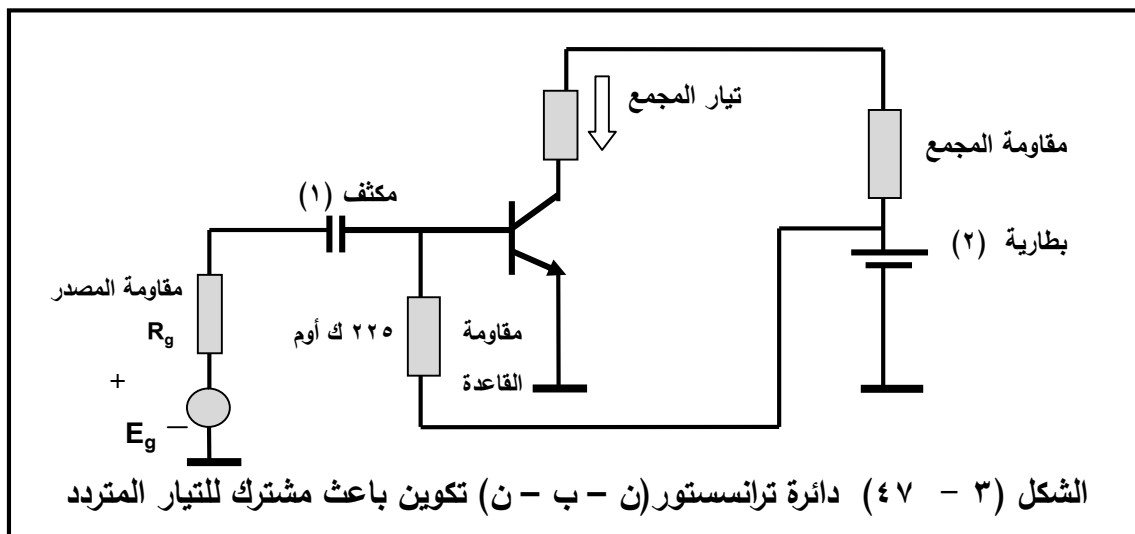 تيار المجمع
مقاومة المجمع
مكثف (١)
بطارية (٢)
مقاومة المصدر
Rg
٢٢٥ ك أوم
مقاومة
القاعدة
+
Eg
–
الشكل (٣ - ٤٧) دائرة ترانسستور(ن - ب - ن) تكوين باعث مشترك للتيار المتردد